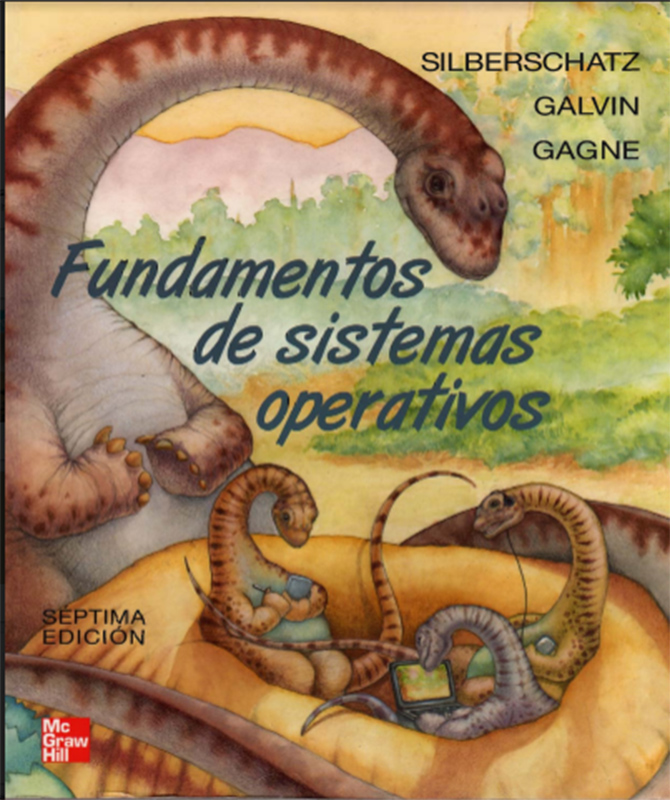 SILBERSCHATZ
GALVIN
GAGNE
Fundamentos
de sistemas
operativos
SÉPTIMA
EDICIÓN
Mc
Graw
Hill